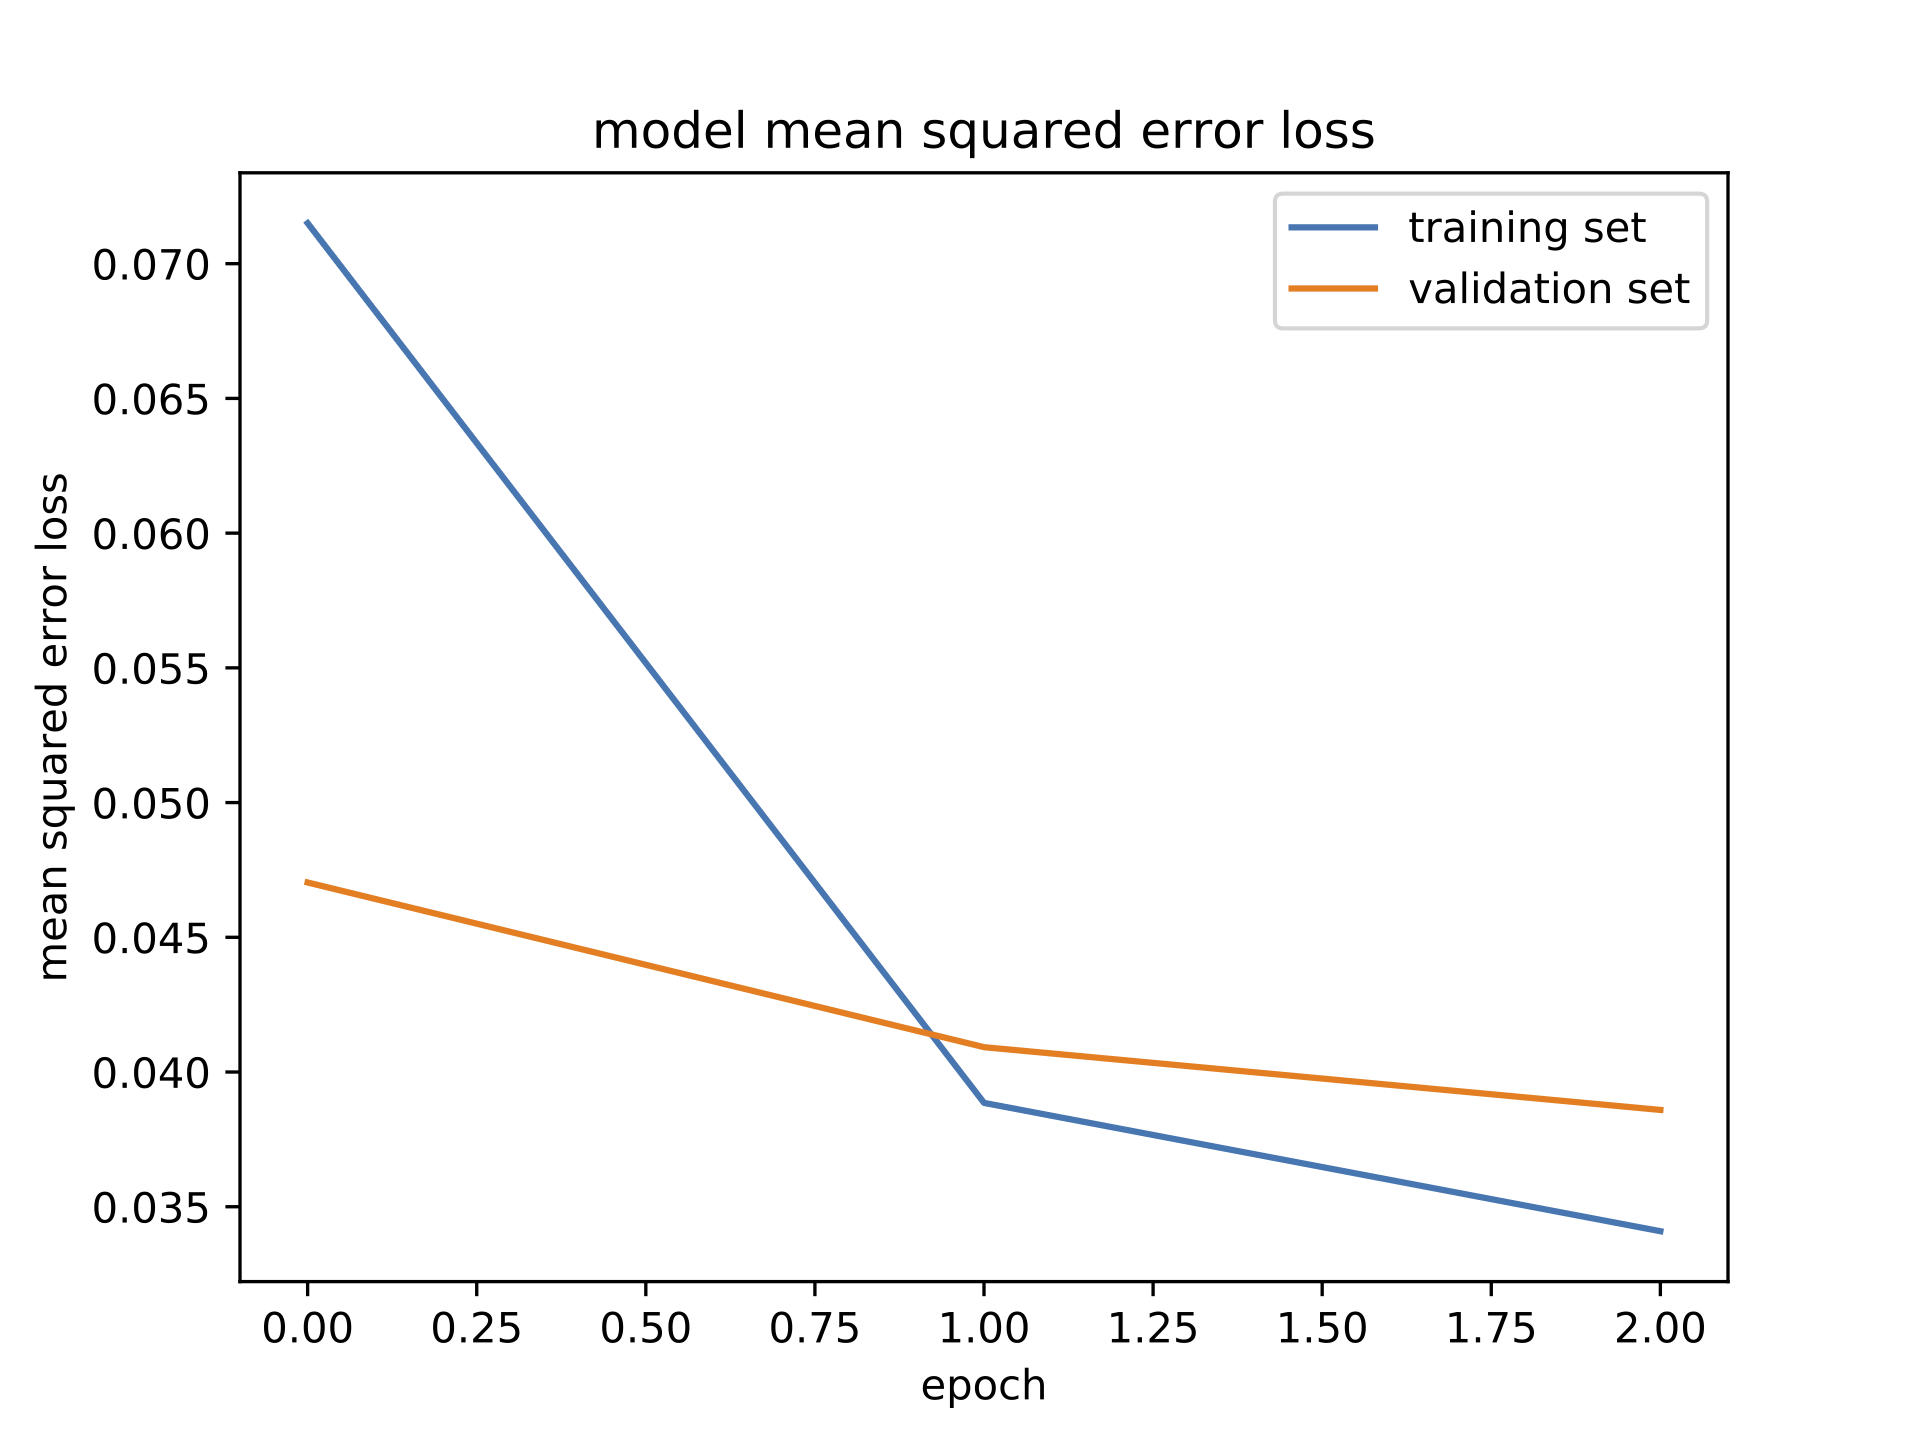 model mean squared error loss
training set
validation set
mean squared error loss
0.070
0.065
0.060
0.055
0.050
0.045
0.040
0.035
0.00 0.25 0.50 0.75 1.00 1.25 1.50 1.75 2.00
epoch